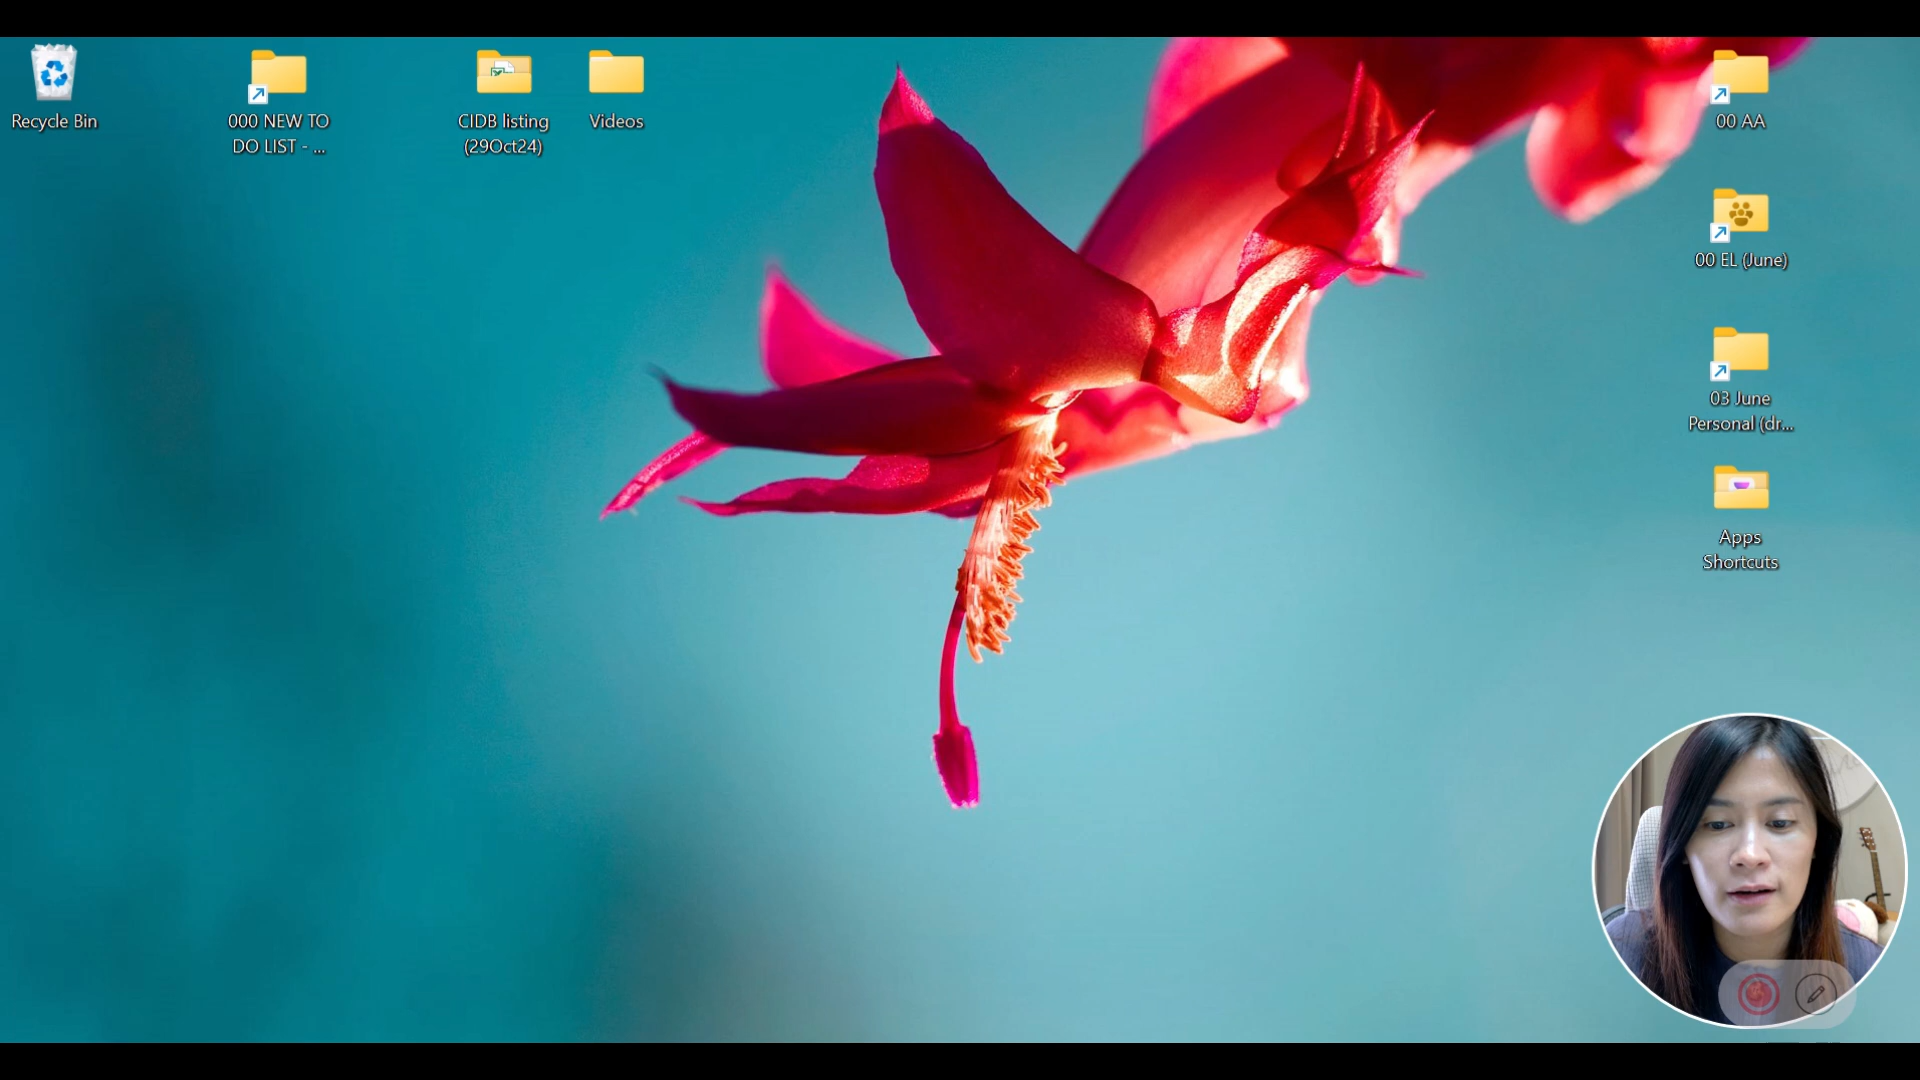 Recycle Bin
000 NEW TO
DO LIST - ...
CIDB listing
(29Oct24)
Videos
00 AA
00 EL (June)
03 June
Personal (dr...
Apps
Shortcuts